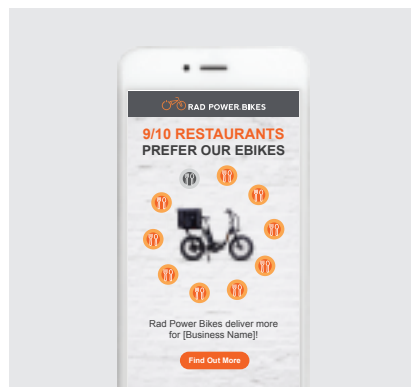 RAD POWER BIKES
9/10 RESTAURANTS
PREFER OUR EBIKES
Rad Power Bikes deliver more
for [Business Name]!
Find Out More